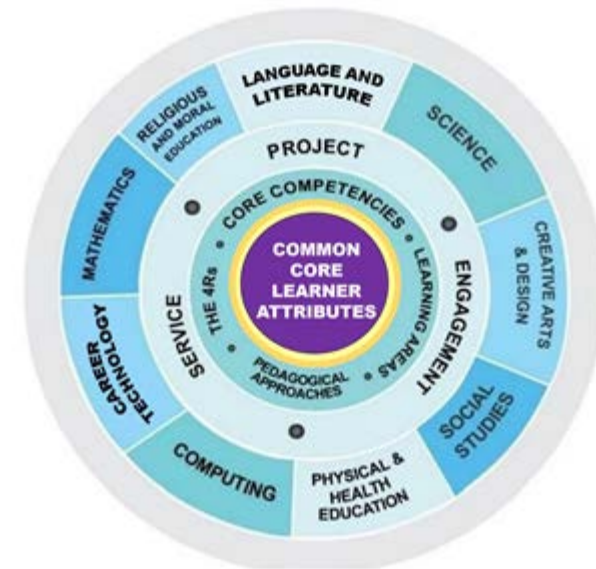 LANGUAGE AND
LITERATURE
SCIENCE
CREATIVE ARTS
& DESIGN
SOCIAL
STUDIES
PHYSICAL &
HEALTH
EDUCATION
COMPUTING
CAREER
TECHNOLOGY
MATHEMATICS
RELIGIOUS
AND MORAL
EDUCATION
PROJECT
ENGAGEMENT
SERVICE
CORE COMPETENCIES
LEARNING AREAS
PEDAGOGICAL
APPROACHES
THE 4Rs
COMMON
CORE
LEARNER
ATTRIBUTES